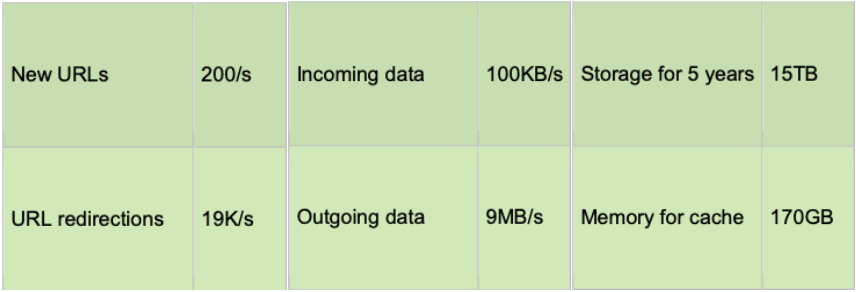 New URLs 200/s Incoming data 100KB/s Storage for 5 years 15TB
URL redirections 19K/s Outgoing data 9MB/s Memory for cache 170GB